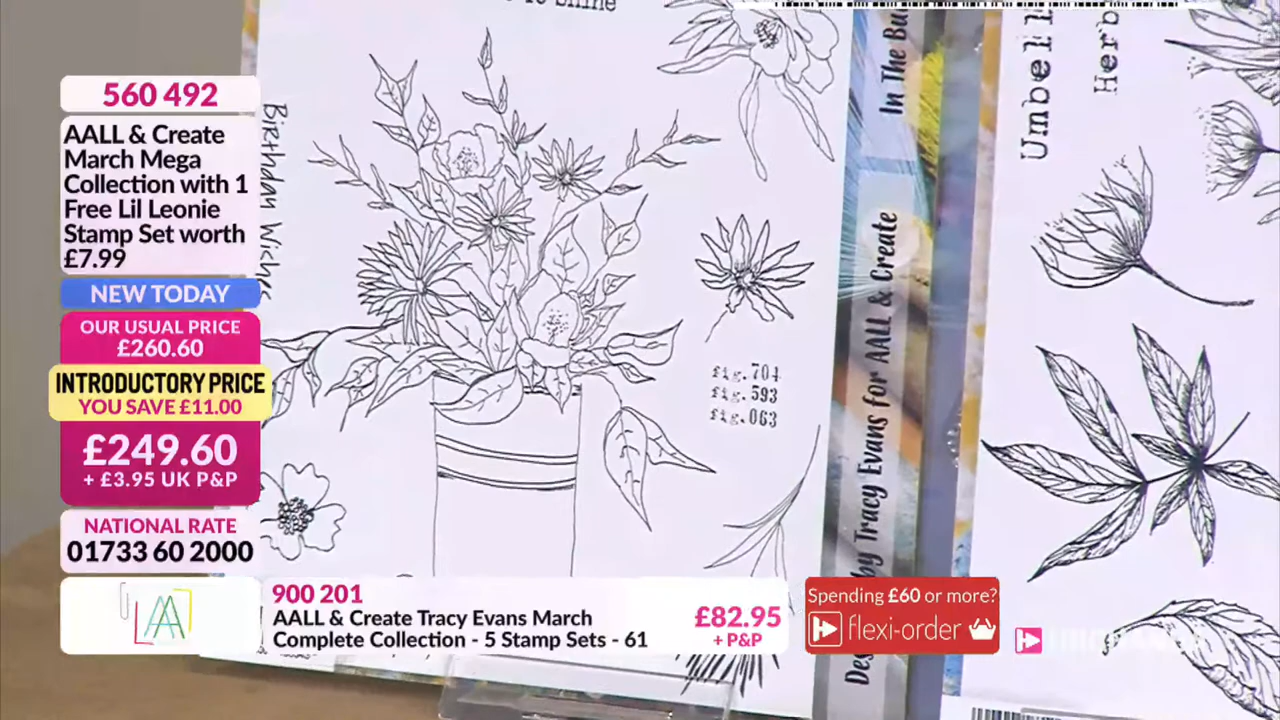 to Shine
560 492
AALL & Create
March Mega
Collection with 1
Free Lil Leonie
Stamp Set worth
£7.99
NEW TODAY
OUR USUAL PRICE
£260.60
INTRODUCTORY PRICE
YOU SAVE £11.00
£249.60
+ £3.95 UK P&P
NATIONAL RATE
01733 60 2000
Birthday Wishes
fig.704
fig.593
fig.063
In The
by Tracy Evans for AALL & Create
Herb
900 201
AALL & Create Tracy Evans March
Complete Collection - 5 Stamp Sets - 61
£82.95
+ P&P
Spending £60 or more?
flexi-order